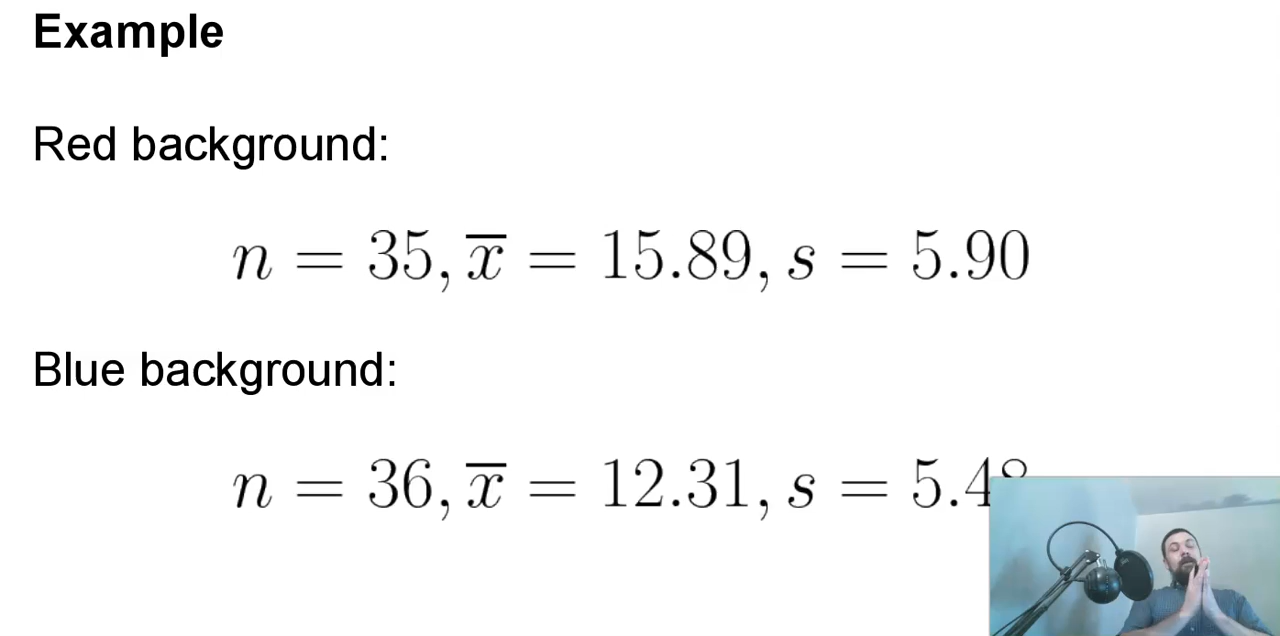 Example
Red background:
n = 35, x̅ = 15.89, s = 5.90
Blue background:
n = 36, x̅ = 12.31, s = 5.4